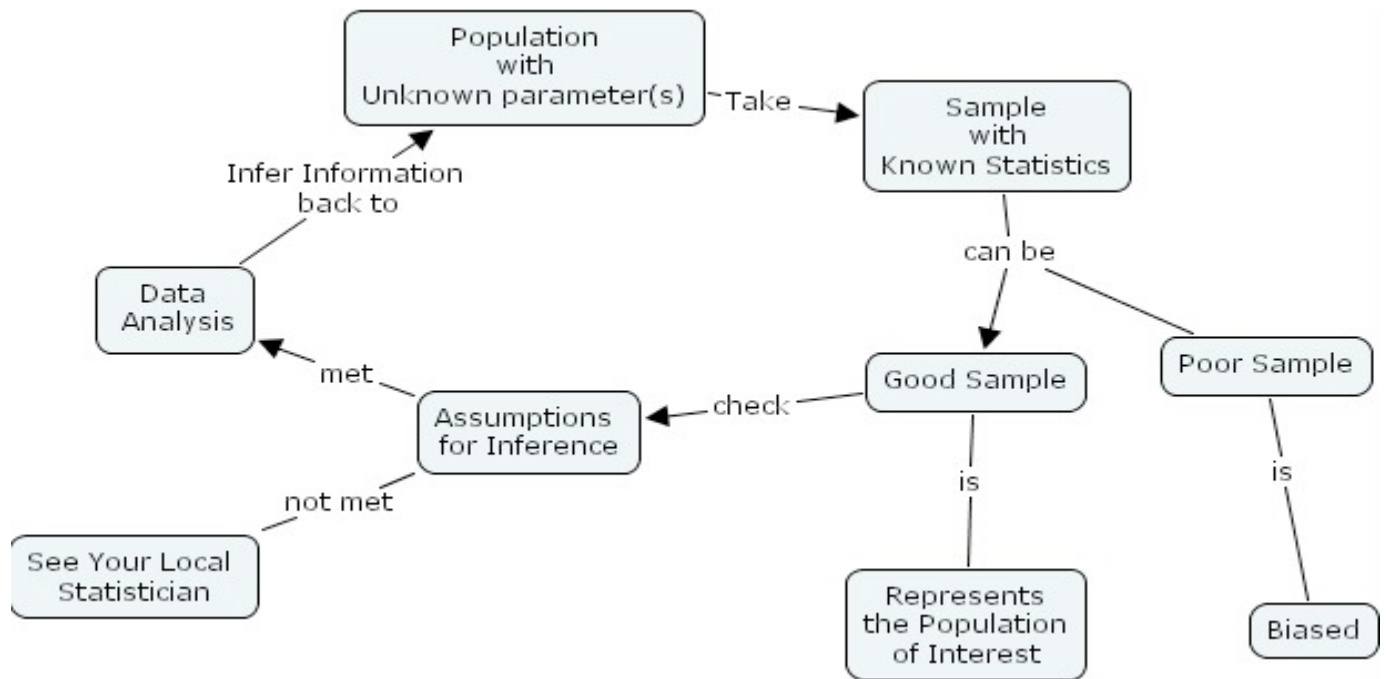 Population
with
Unknown parameter(s)
Take
Sample
with
Known Statistics
can be
Good Sample
Poor Sample
is
is
Represents
the Population
of Interest
Biased
check
Assumptions
for Inference
met
not met
See Your Local
Statistician
Data
Analysis
Infer Information
back to